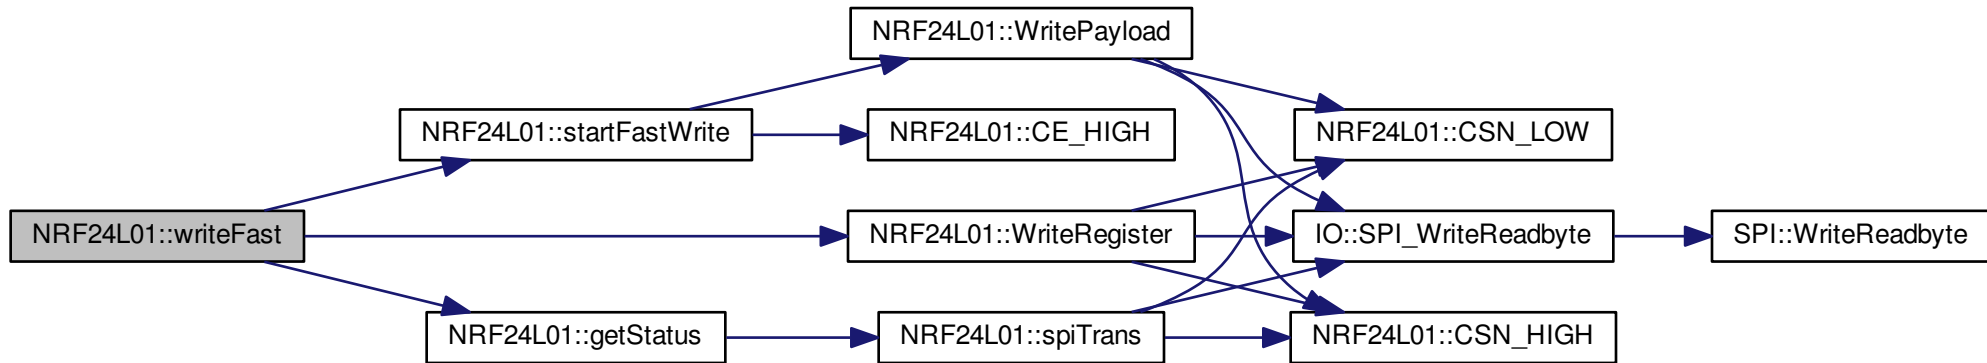 NRF24L01::WritePayload
NRF24L01::startFastWrite
NRF24L01::CE_HIGH
NRF24L01::CSN_LOW
NRF24L01::writeFast
NRF24L01::WriteRegister
IO::SPI_WriteReadbyte
SPI::WriteReadbyte
NRF24L01::getStatus
NRF24L01::spiTrans
NRF24L01::CSN_HIGH